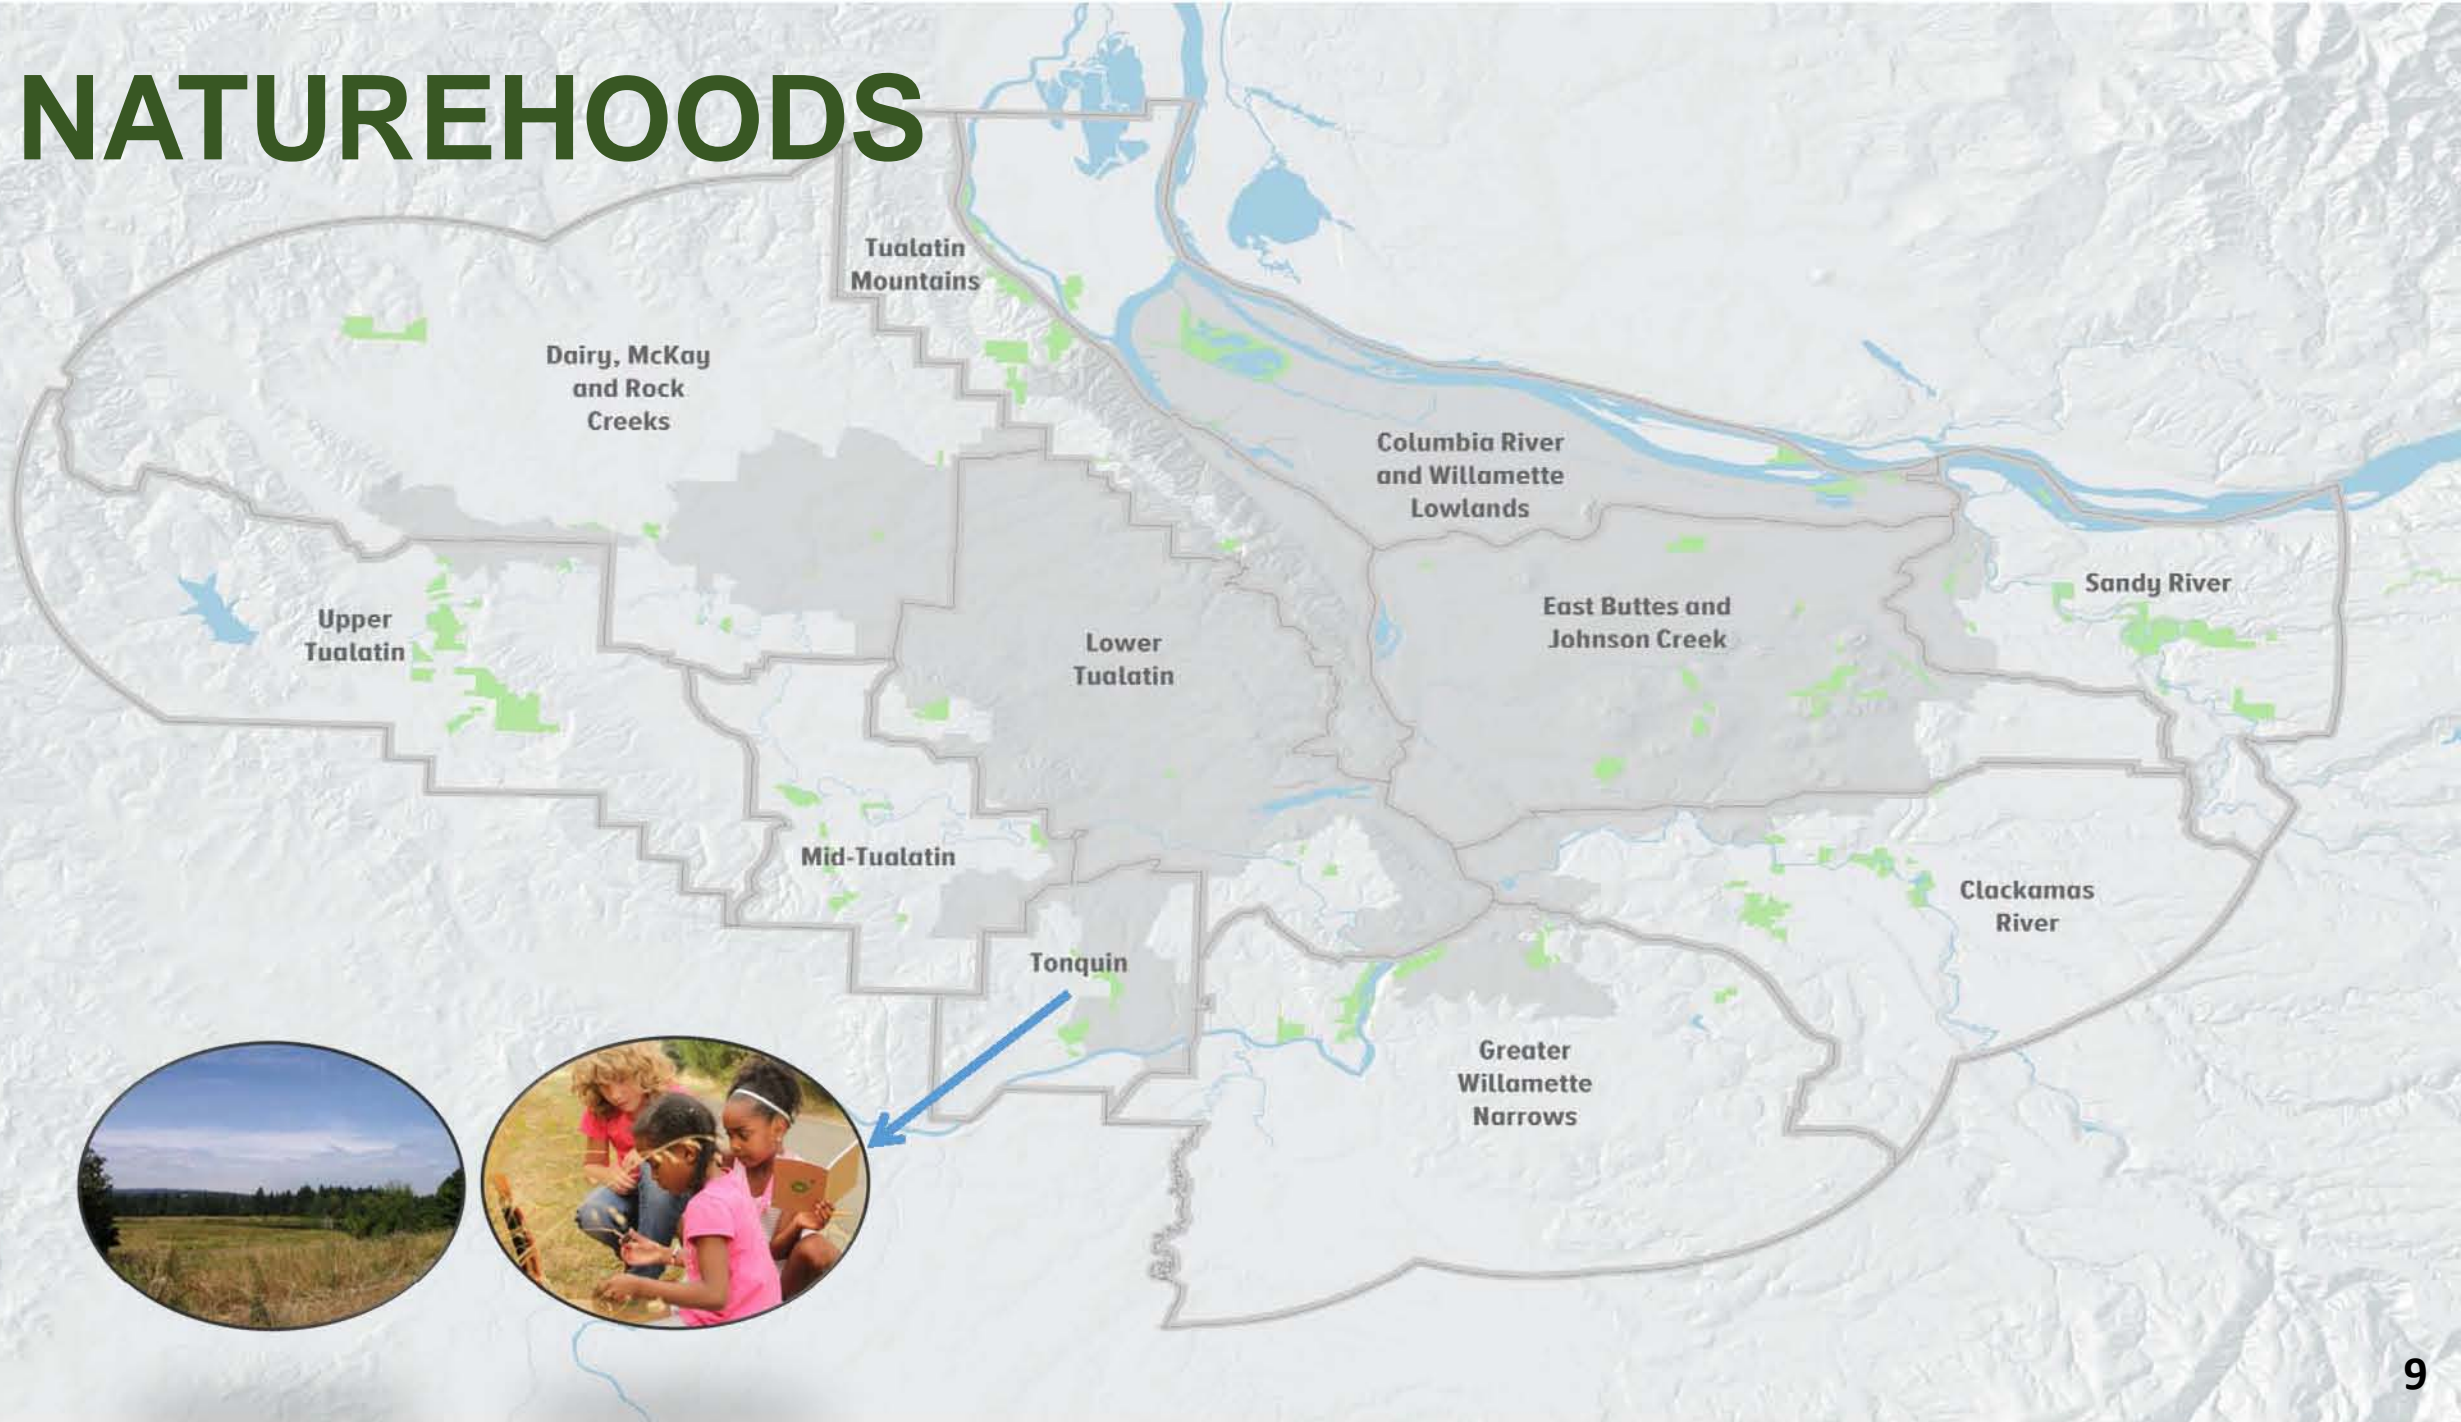 NATUREHOODS
Tualatin
Mountains
Dairy, McKay
and Rock
Creeks
Columbia River
and Willamette
Lowlands
Sandy River
East Buttes and
Johnson Creek
Upper
Tualatin
Lower
Tualatin
Mid-Tualatin
Clackamas
River
Tonquin
Greater
Willamette
Narrows
9